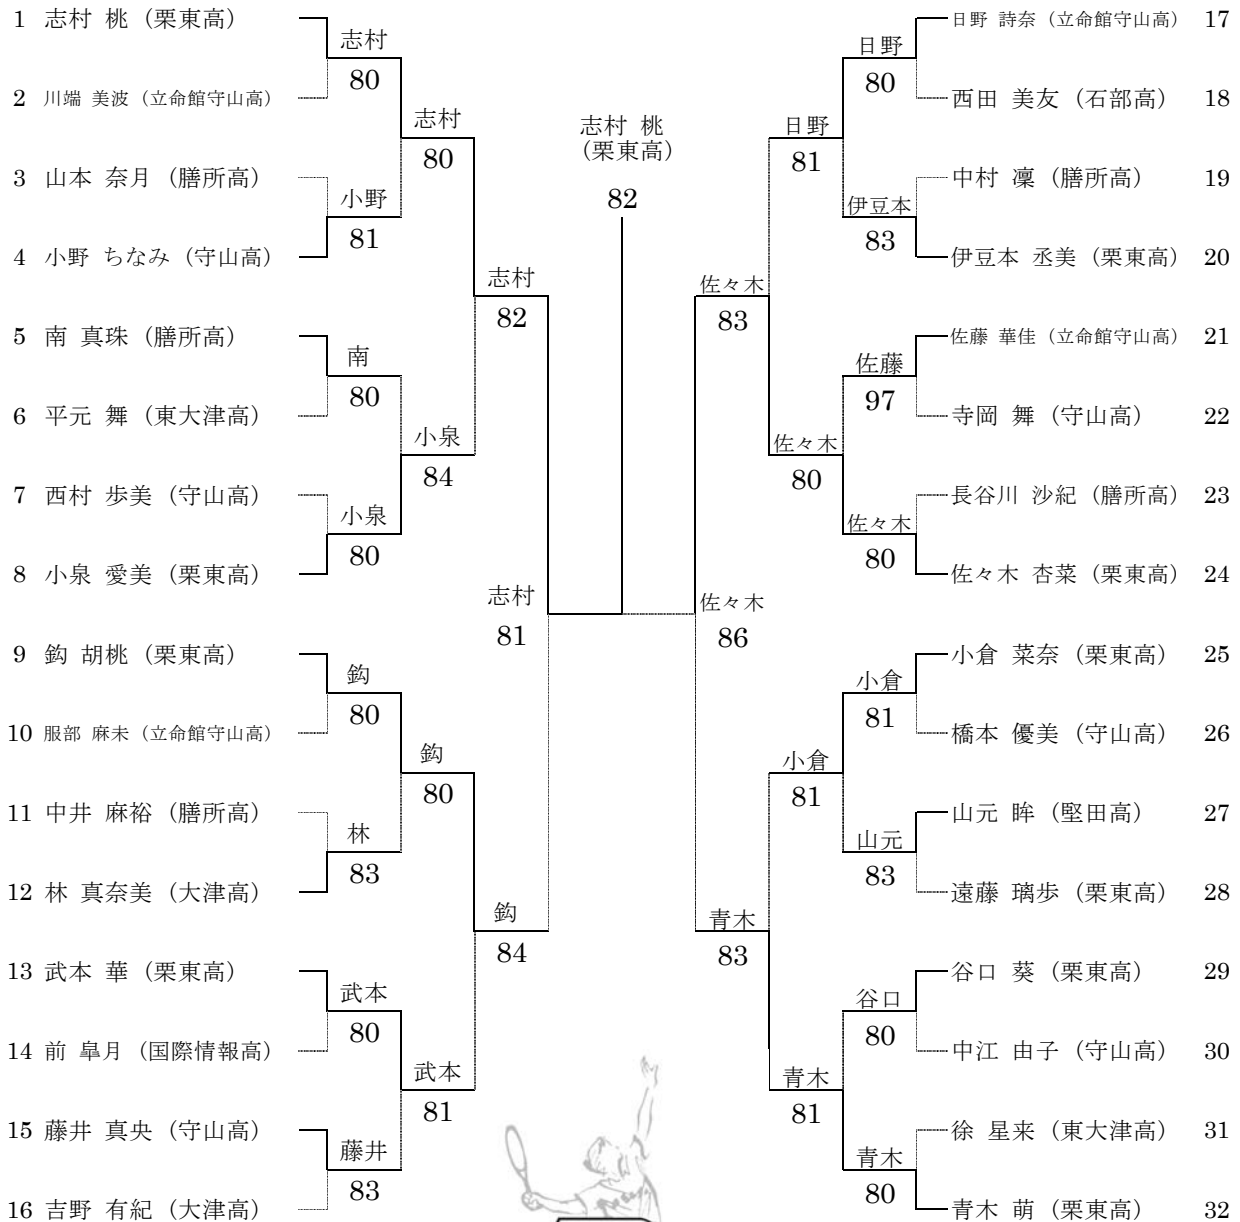 1 志村 桃 (栗東高)
2 川端 美波 (立命館守山高)
3 山本 奈月 (膳所高)
4 小野 ちなみ (守山高)
5 南 真珠 (膳所高)
6 平元 舞 (東大津高)
7 西村 歩美 (守山高)
8 小泉 愛美 (栗東高)
9 鈎 胡桃 (栗東高)
10 服部 麻未 (立命館守山高)
11 中井 麻裕 (膳所高)
12 林 真奈美 (大津高)
13 武本 華 (栗東高)
14 前 皐月 (国際情報高)
15 藤井 真央 (守山高)
16 吉野 有紀 (大津高)
志村
80
小野
81
南
80
小泉
80
鈎
80
林
83
武本
80
藤井
83
志村
80
小泉
84
鈎
80
武本
81
志村
82
鈎
84
志村
81
志村 桃
(栗東高)
82
佐々木
86
佐々木
83
青木
83
日野
81
佐々木
80
小倉
81
青木
81
日野
80
伊豆本
83
佐藤
97
佐々木
80
小倉
81
山元
83
谷口
80
青木
80
日野 詩奈 (立命館守山高) 17
西田 美友 (石部高) 18
中村 凜 (膳所高) 19
伊豆本 丞美 (栗東高) 20
佐藤 華佳 (立命館守山高) 21
寺岡 舞 (守山高) 22
長谷川 沙紀 (膳所高) 23
佐々木 杏菜 (栗東高) 24
小倉 菜奈 (栗東高) 25
橋本 優美 (守山高) 26
山元 眸 (堅田高) 27
遠藤 璃歩 (栗東高) 28
谷口 葵 (栗東高) 29
中江 由子 (守山高) 30
徐 星来 (東大津高) 31
青木 萌 (栗東高) 32